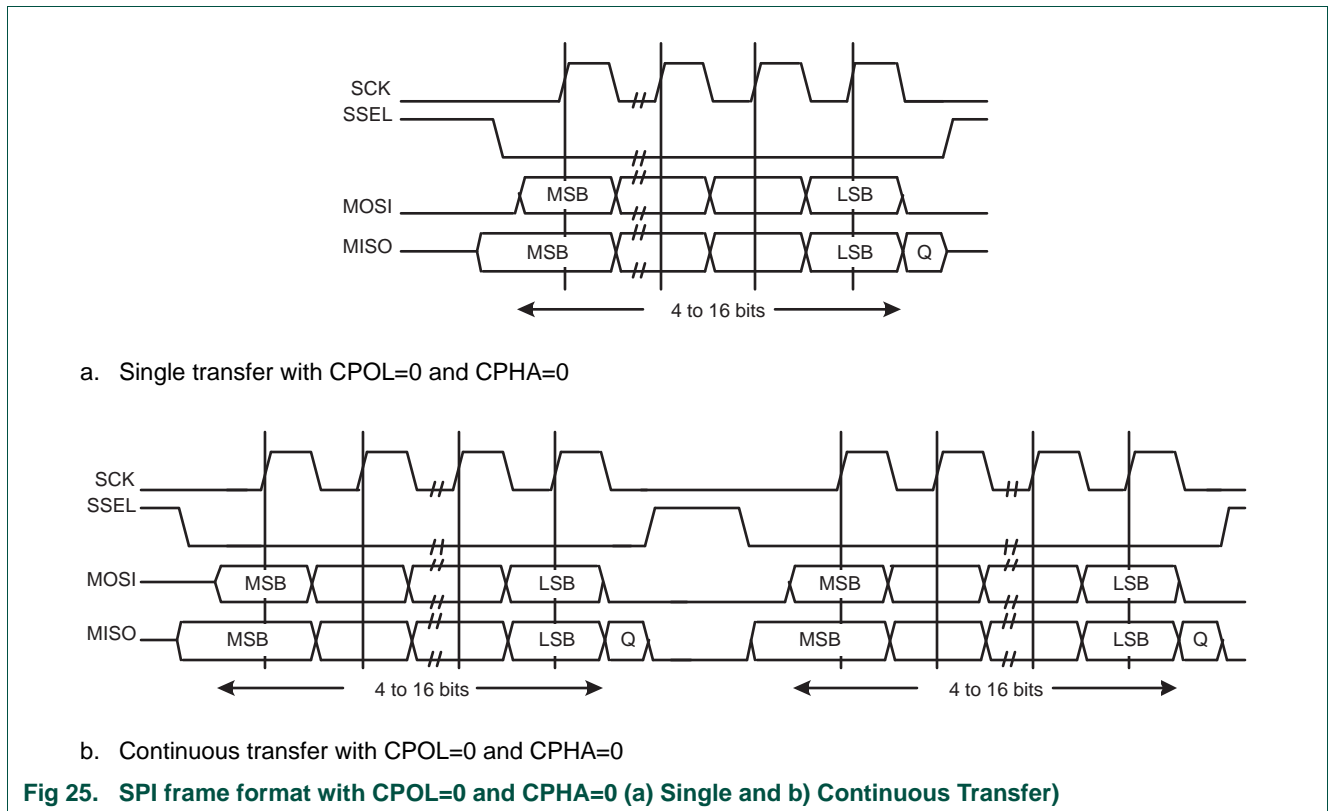 SCK
SSEL
MOSI MSB LSB
MISO MSB LSB Q
4 to 16 bits
a. Single transfer with CPOL=0 and CPHA=0
SCK
SSEL
MOSI MSB LSB MSB LSB
MISO MSB LSB Q MSB LSB Q
4 to 16 bits 4 to 16 bits
b. Continuous transfer with CPOL=0 and CPHA=0
Fig 25. SPI frame format with CPOL=0 and CPHA=0 (a) Single and b) Continuous Transfer)